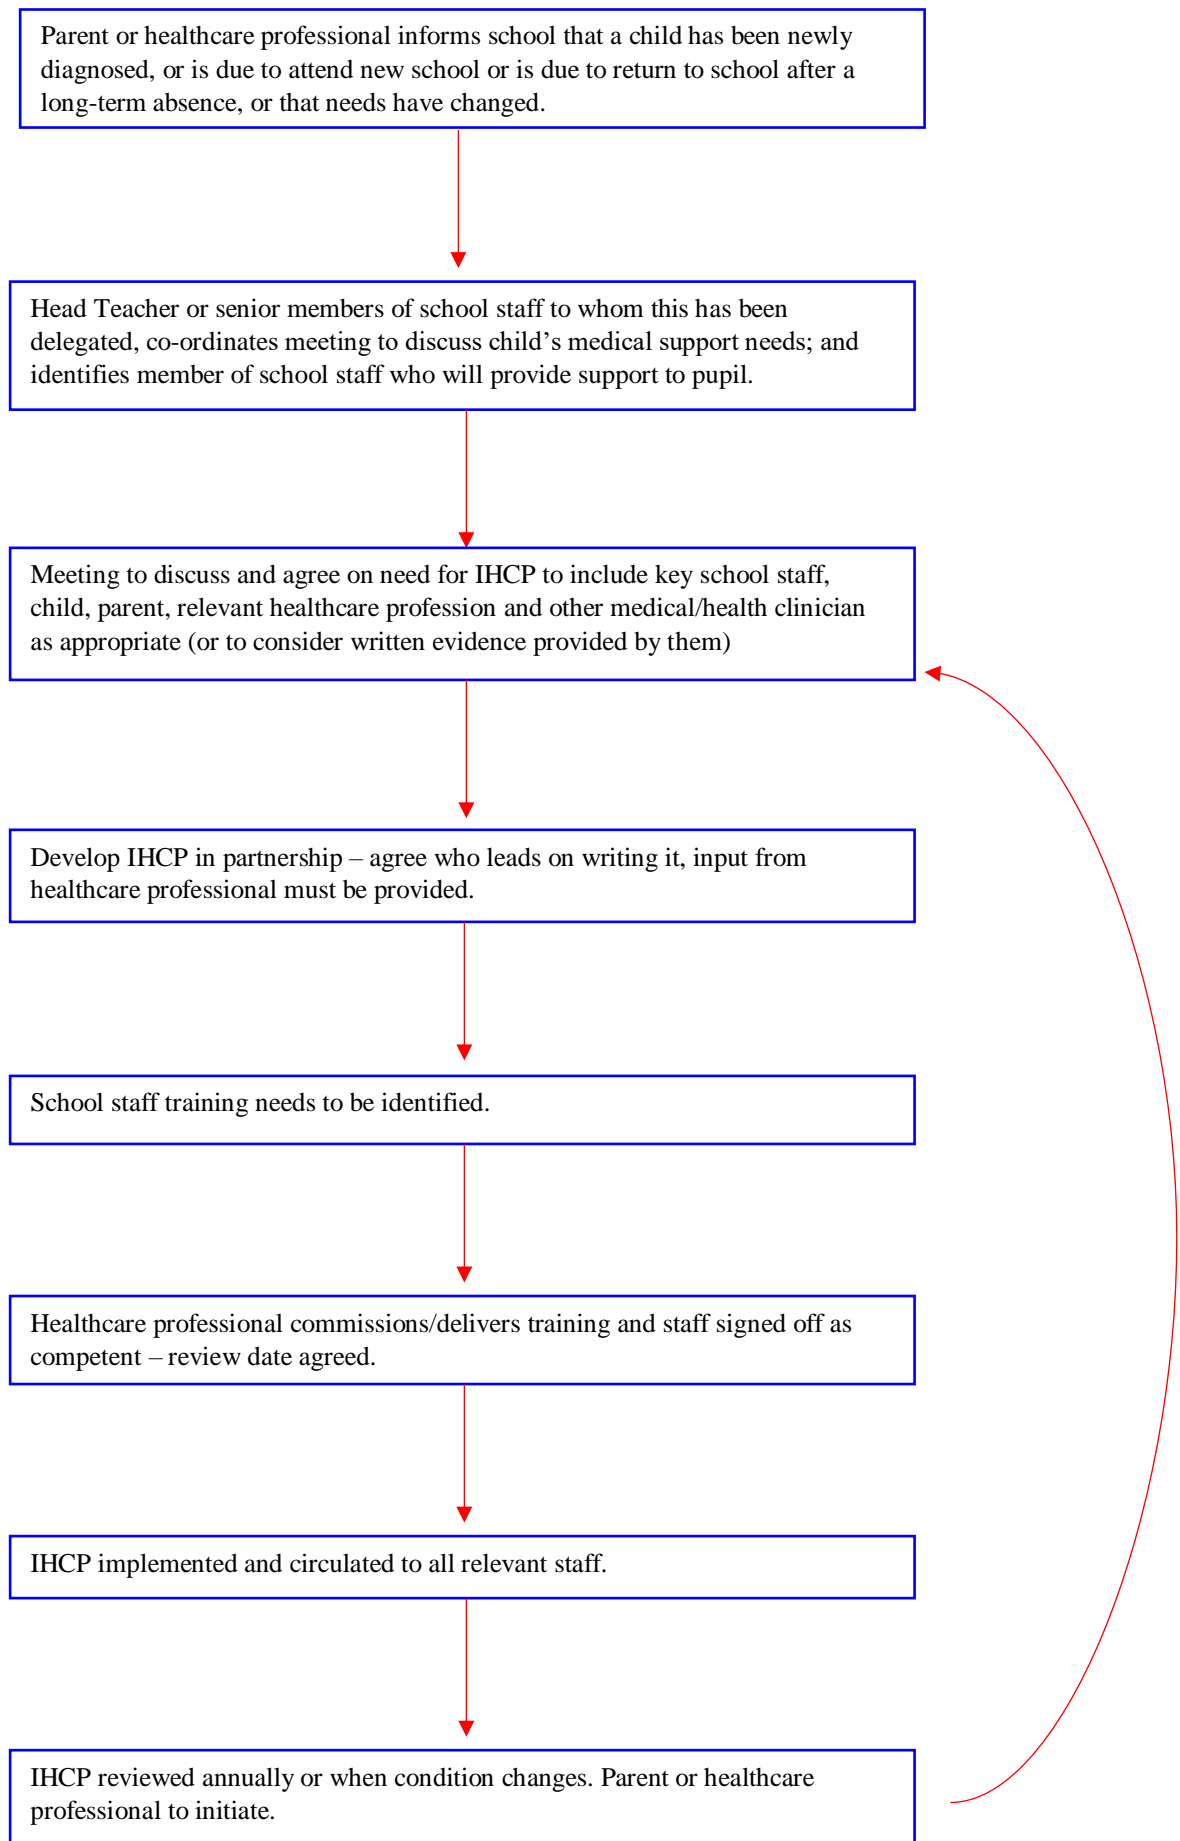 Parent or healthcare professional informs school that a child has been newly
diagnosed, or is due to attend new school or is due to return to school after a
long-term absence, or that needs have changed.
Head Teacher or senior members of school staff to whom this has been
delegated, co-ordinates meeting to discuss child’s medical support needs; and
identifies member of school staff who will provide support to pupil.
Meeting to discuss and agree on need for IHCP to include key school staff,
child, parent, relevant healthcare profession and other medical/health clinician
as appropriate (or to consider written evidence provided by them)
Develop IHCP in partnership – agree who leads on writing it, input from
healthcare professional must be provided.
School staff training needs to be identified.
Healthcare professional commissions/delivers training and staff signed off as
competent – review date agreed.
IHCP implemented and circulated to all relevant staff.
IHCP reviewed annually or when condition changes. Parent or healthcare
professional to initiate.